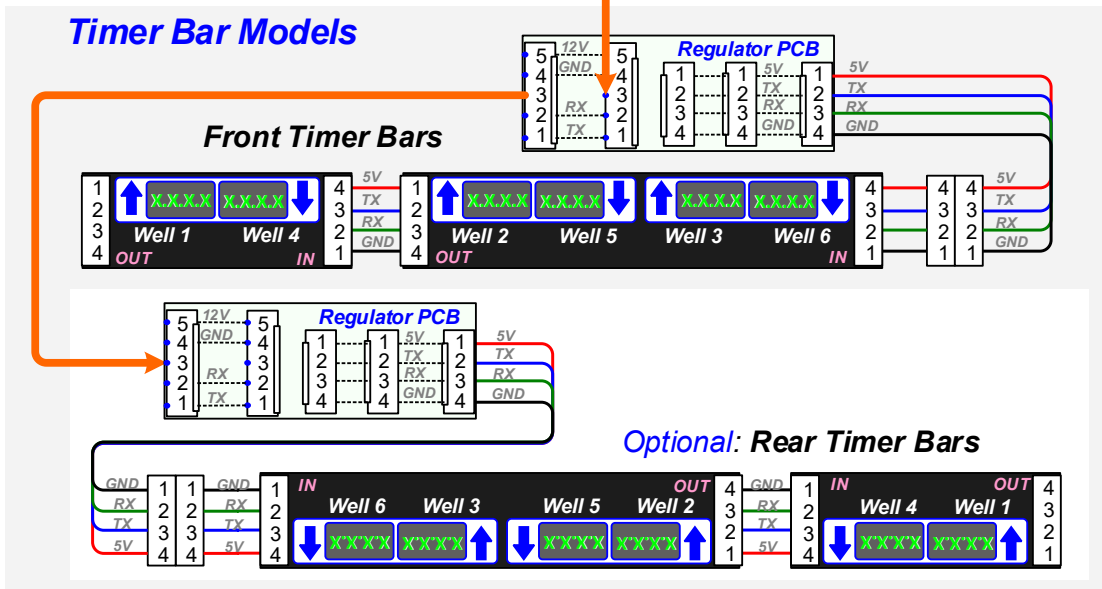 Timer Bar Models
Regulator PCB
5 12V 5
4 GND 4
3 3
2 RX 2
1 TX 1
1 1 5V 1 5V
2 2 TX 2 TX
3 3 RX 3 RX
4 4 GND 4 GND
Front Timer Bars
1 X.X.X.X X.X.X.X 4 5V 1 X.X.X.X X.X.X.X X.X.X.X X.X.X.X 4 4 4 5V
2 3 TX 2 3 3 3 TX
3 Well 1 Well 4 2 RX 3 Well 2 Well 5 Well 3 Well 6 2 2 2 RX
4 OUT IN 1 GND 4 OUT IN 1 1 1 GND
Regulator PCB
5 12V 5
4 GND 4
3 3
2 RX 2
1 TX 1
1 1 5V 1 5V
2 2 TX 2 TX
3 3 RX 3 RX
4 4 GND 4 GND
Optional: Rear Timer Bars
GND 1 1 GND 1 IN OUT 4 GND 1 IN OUT 4
RX 2 2 RX 2 Well 6 Well 3 Well 5 Well 2 3 RX 2 Well 4 Well 1 3
TX 3 3 TX 3 2 TX 3 2
5V 4 4 5V 4 X.X.X.X X.X.X.X X.X.X.X X.X.X.X 1 5V 4 X.X.X.X X.X.X.X 1